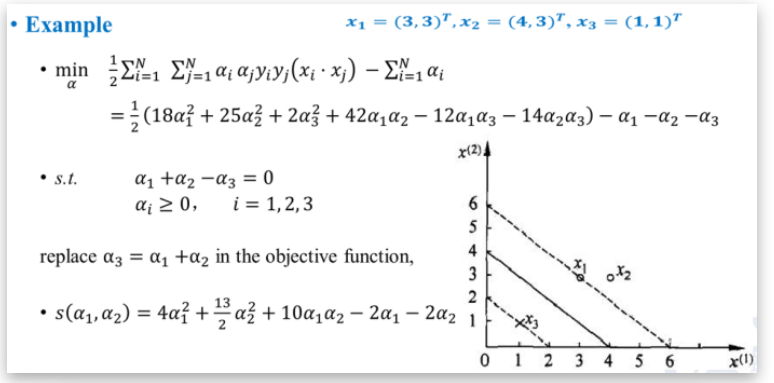 • Example
x₁ = (3,3)ᵀ, x₂ = (4,3)ᵀ, x₃ = (1,1)ᵀ
• min_α ½∑ᵢ₌₁ᴺ ∑ⱼ₌₁ᴺ αᵢ αⱼyᵢyⱼ(xᵢ · xⱼ) − ∑ᵢ₌₁ᴺ αᵢ
= ½(18α₁² + 25α₂² + 2α₃² + 42α₁α₂ − 12α₁α₃ − 14α₂α₃) − α₁ −α₂ −α₃
• s.t. α₁ +α₂ −α₃ = 0
αᵢ ≥ 0, i = 1,2,3
replace α₃ = α₁ +α₂ in the objective function,
• s(α₁, α₂) = 4α₁² + 13/2 α₂² + 10α₁α₂ − 2α₁ − 2α₂
x⁽²⁾
6
5
4
3
2
1
x₁
x₂
x₃
0 1 2 3 4 5 6 x⁽¹⁾